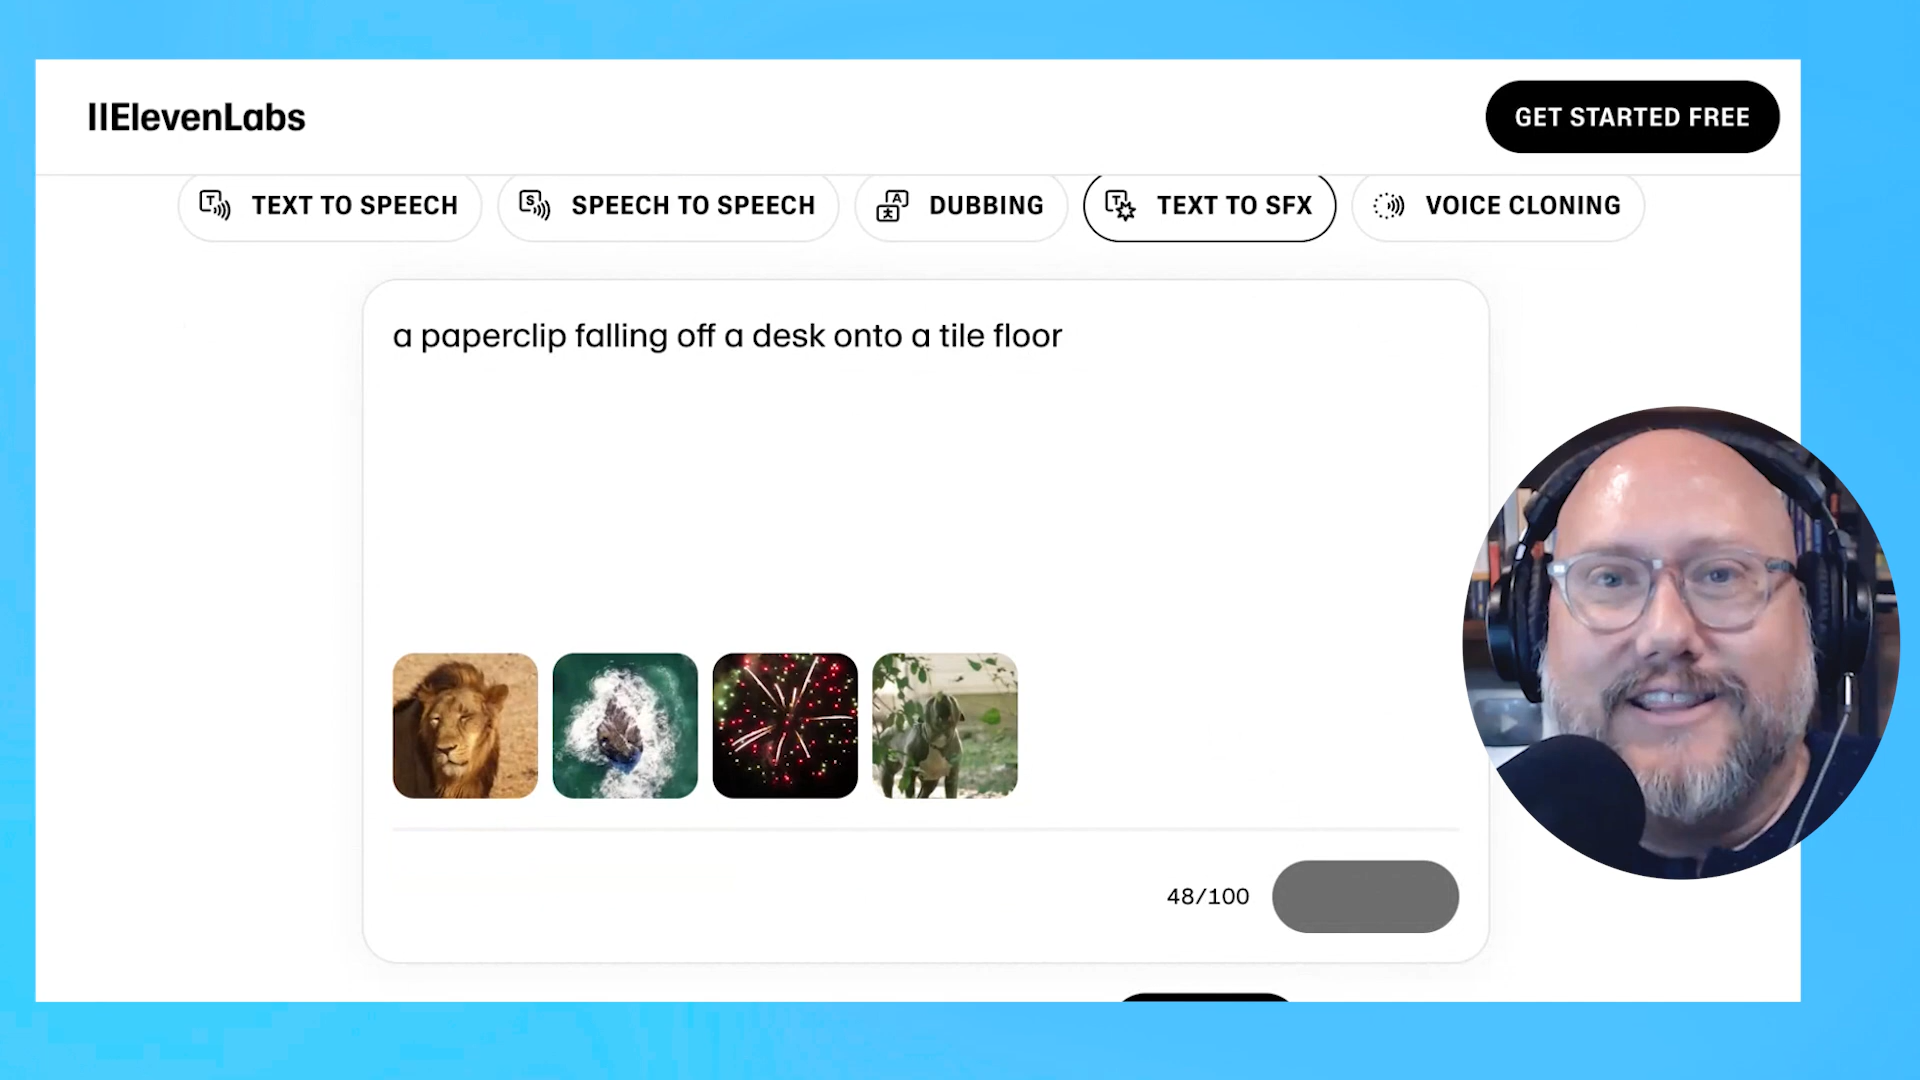 IIElevenLabs
GET STARTED FREE
TEXT TO SPEECH
SPEECH TO SPEECH
DUBBING
TEXT TO SFX
VOICE CLONING
a paperclip falling off a desk onto a tile floor
48/100